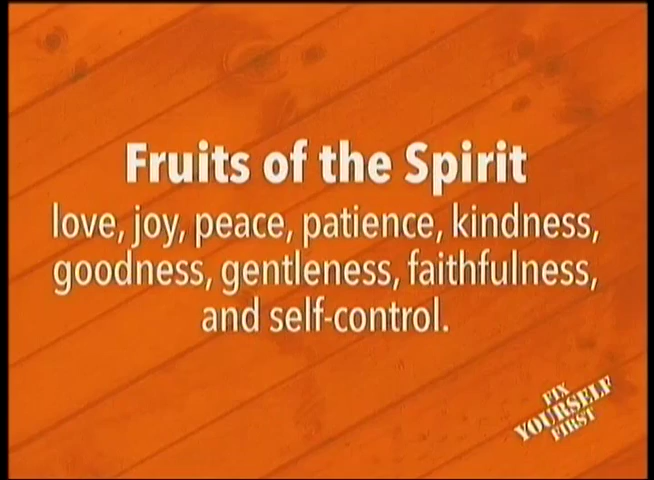 Fruits of the Spirit
love, joy, peace, patience, kindness,
goodness, gentleness, faithfulness,
and self-control.
FIX
YOURSELF
FIRST